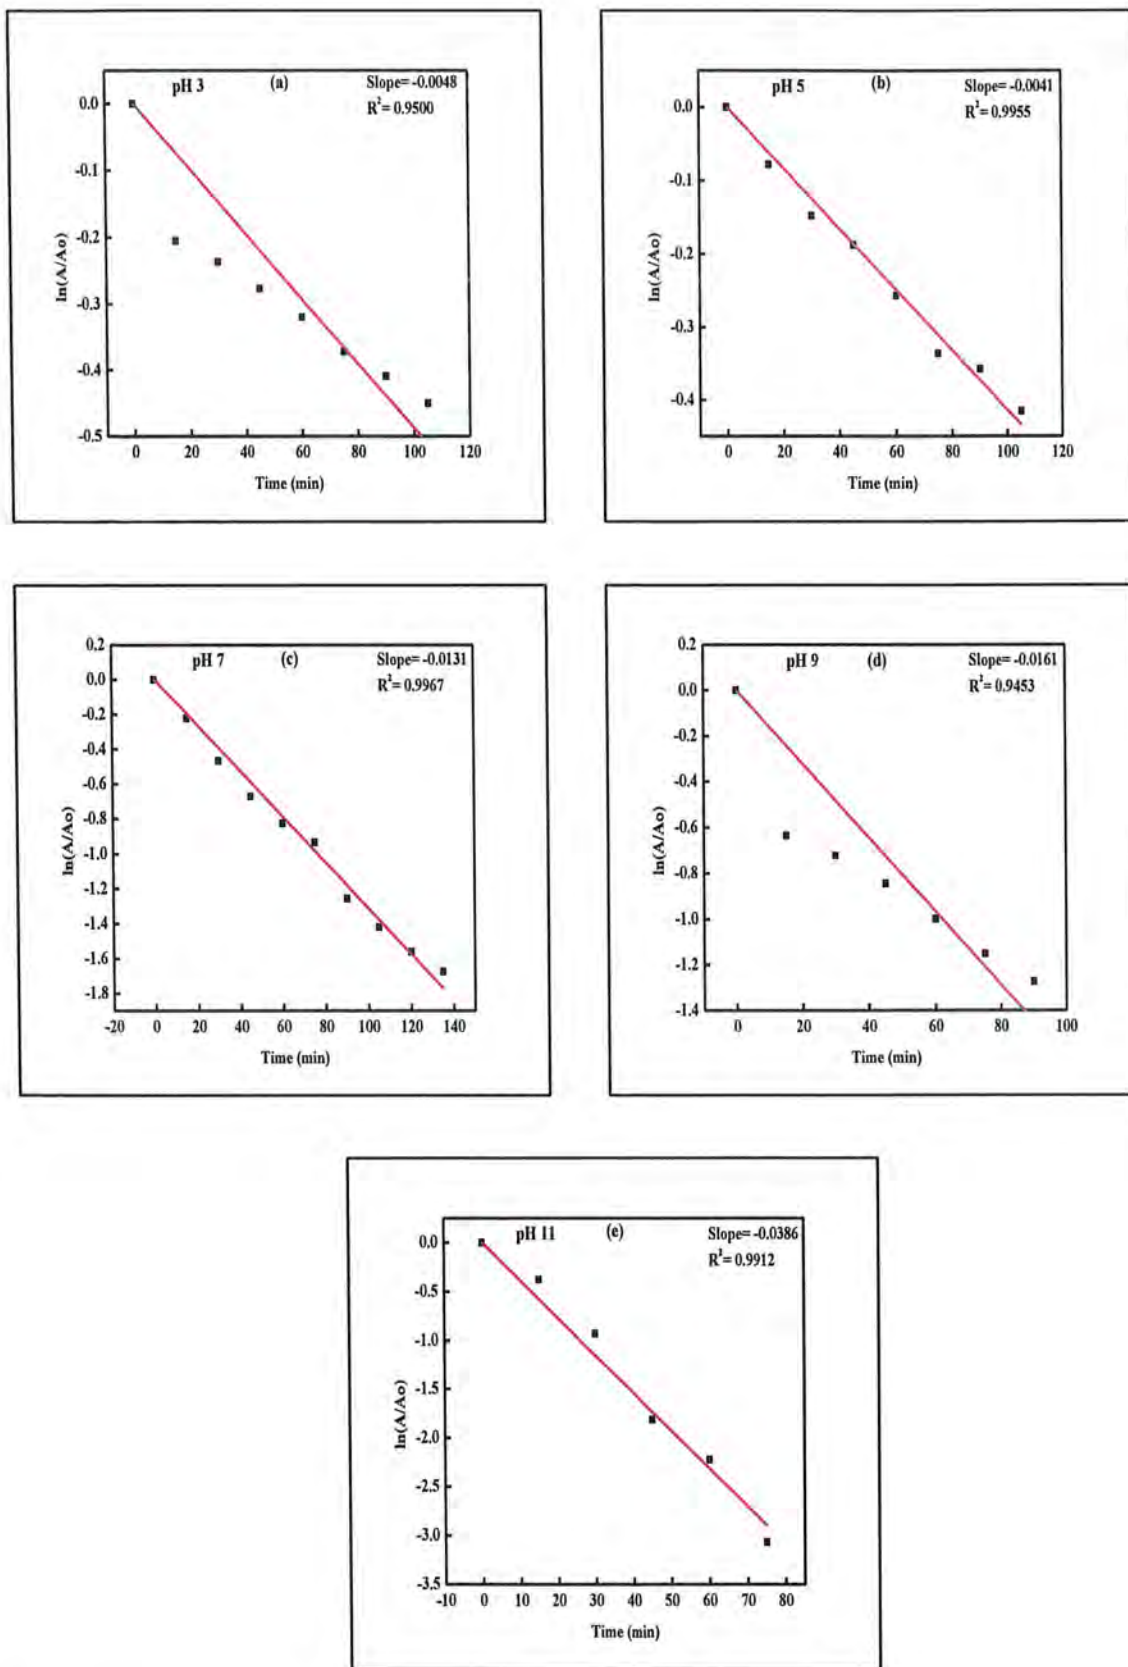 pH 3 (a) Slope= -0.0048
R²= 0.9500
0.0
-0.1
-0.2
-0.3
-0.4
-0.5
ln(A/Ao)
0 20 40 60 80 100 120
Time (min)
pH 5 (b) Slope= -0.0041
R²= 0.9955
0.0
-0.1
-0.2
-0.3
-0.4
ln(A/Ao)
0 20 40 60 80 100 120
Time (min)
pH 7 (c) Slope= -0.0131
R²= 0.9967
0.2
0.0
-0.2
-0.4
-0.6
-0.8
-1.0
-1.2
-1.4
-1.6
-1.8
ln(A/Ao)
-20 0 20 40 60 80 100 120 140
Time (min)
pH 9 (d) Slope= -0.0161
R²= 0.9453
0.2
0.0
-0.2
-0.4
-0.6
-0.8
-1.0
-1.2
-1.4
ln(A/Ao)
0 20 40 60 80 100
Time (min)
pH 11 (e) Slope= -0.0386
R²= 0.9912
0.0
-0.5
-1.0
-1.5
-2.0
-2.5
-3.0
-3.5
ln(A/Ao)
-10 0 10 20 30 40 50 60 70 80
Time (min)